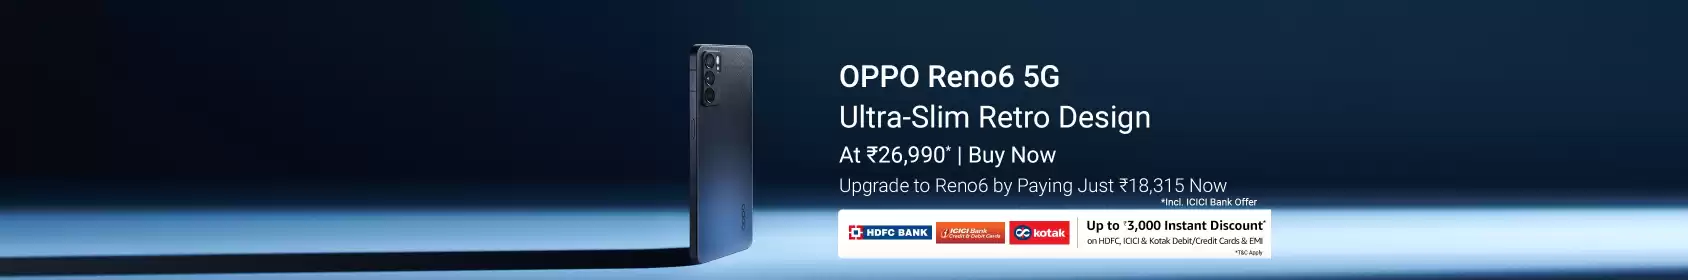 OPPO Reno6 5G
Ultra-Slim Retro Design
At ₹26,990* | Buy Now
Upgrade to Reno6 by Paying Just ₹18,315 Now
*Incl. ICICI Bank Offer
HDFC BANK
ICICI Bank
Credit & Debit Cards
kotak
Up to ₹3,000 Instant Discount*
on HDFC, ICICI & Kotak Debit/Credit Cards & EMI
*T&C Apply
oppo